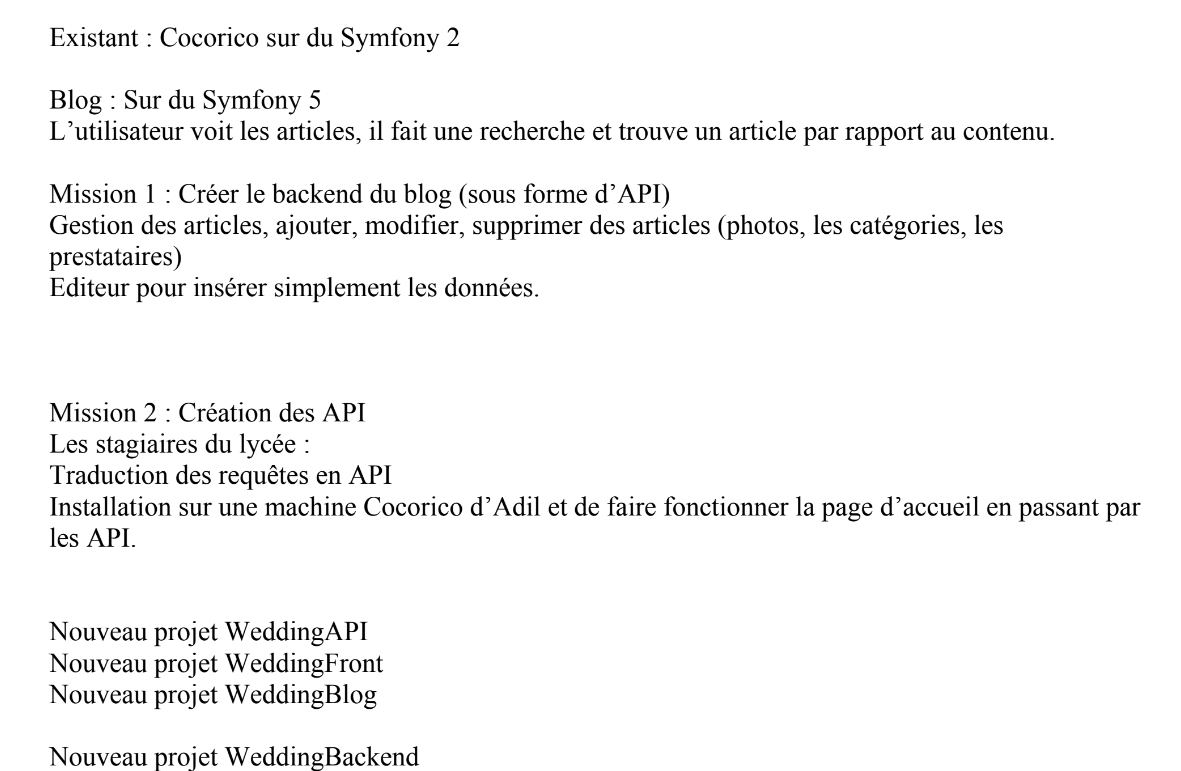 Existant : Cocorico sur du Symfony 2
Blog : Sur du Symfony 5
L’utilisateur voit les articles, il fait une recherche et trouve un article par rapport au contenu.
Mission 1 : Créer le backend du blog (sous forme d’API)
Gestion des articles, ajouter, modifier, supprimer des articles (photos, les catégories, les
prestataires)
Editeur pour insérer simplement les données.
Mission 2 : Création des API
Les stagiaires du lycée :
Traduction des requêtes en API
Installation sur une machine Cocorico d’Adil et de faire fonctionner la page d’accueil en passant par
les API.
Nouveau projet WeddingAPI
Nouveau projet WeddingFront
Nouveau projet WeddingBlog
Nouveau projet WeddingBackend